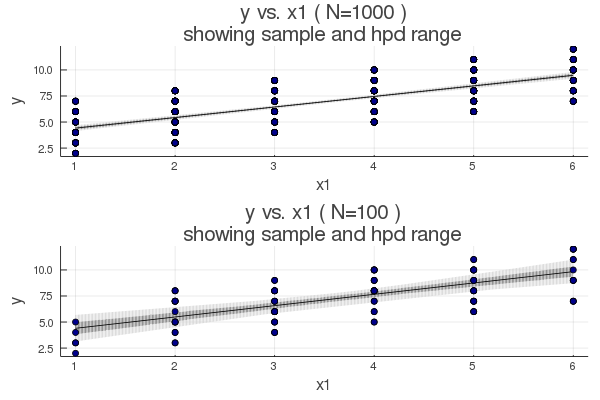 y vs. x1 ( N=1000 )
showing sample and hpd range
10.0
7.5
5.0
2.5
y
1 2 3 4 5 6
x1
y vs. x1 ( N=100 )
showing sample and hpd range
10.0
7.5
5.0
2.5
y
1 2 3 4 5 6
x1